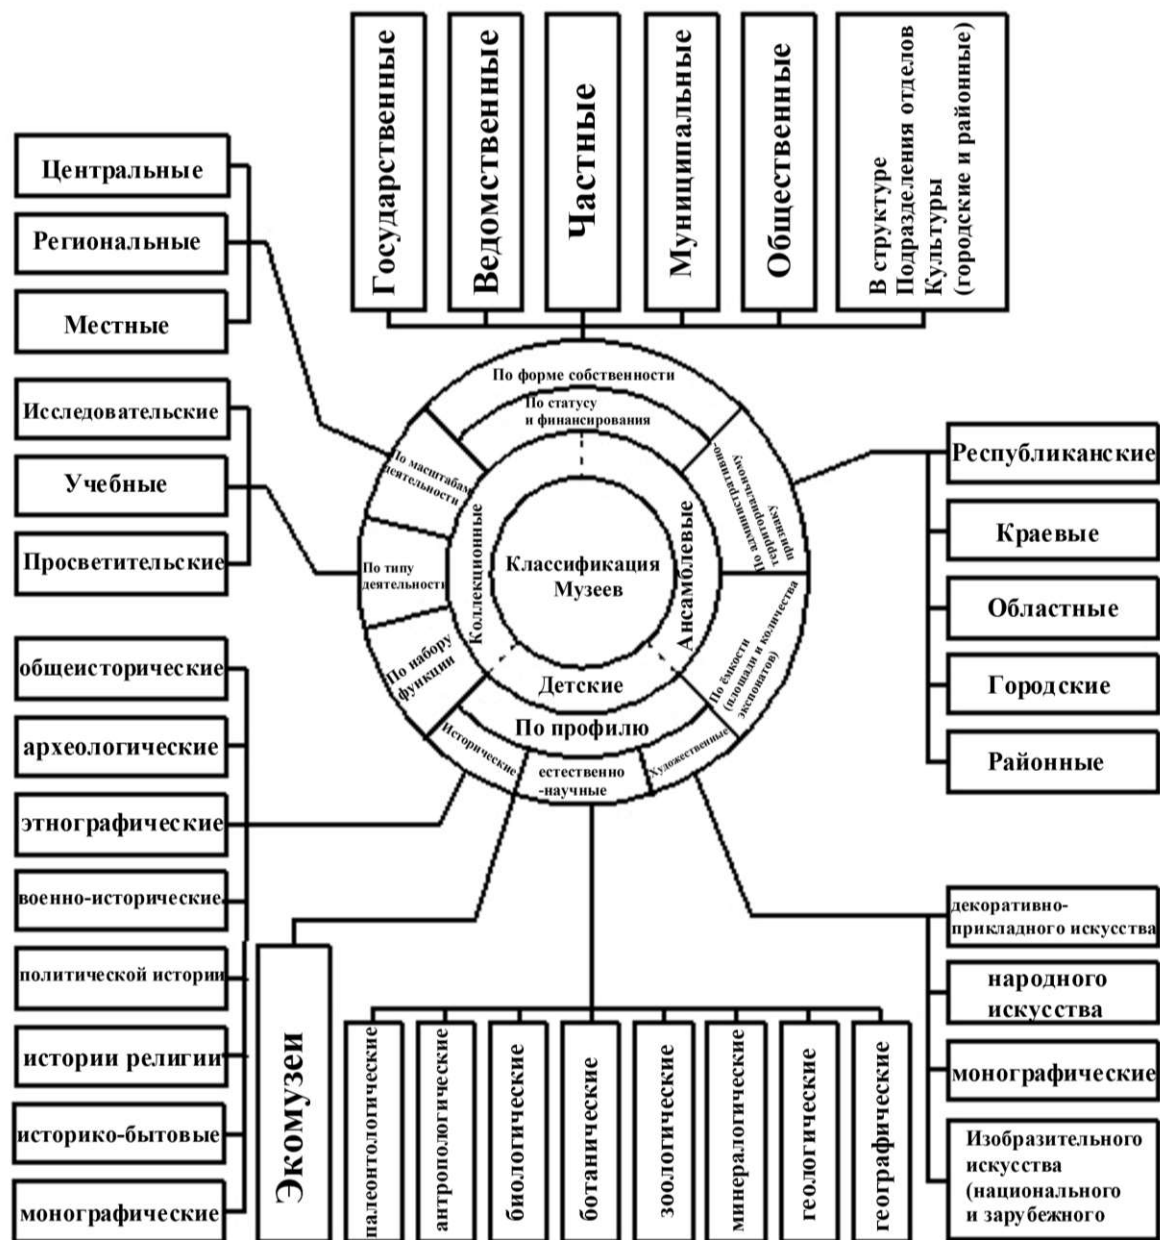 Государственные
Ведомственные
Частные
Муниципальные
Общественные
В структуре
Подразделения отделов
Культуры
(городские и районные)
Центральные
Региональные
Местные
Исследовательские
Учебные
Просветительские
общеисторические
археологические
этнографические
военно-исторические
политической истории
истории религии
историко-бытовые
монографические
По форме собственности
По статусу
и финансирования
По масштабам
деятельности
По типу
деятельности
По набору
функции
По административно-
территориальному
признаку
По ёмкости
(площади и количества
экспонатов)
Коллекционные
Ансамблевые
Детские
Классификация
Музеев
По профилю
Исторические
естественно
-научные
Художественные
Республиканские
Краевые
Областные
Городские
Районные
декоративно-
прикладного искусства
народного
искусства
монографические
Изобразительного
искусства
(национального
и зарубежного
Экомузеи
палеонтологические
антропологические
биологические
ботанические
зоологические
минералогические
геологические
географические